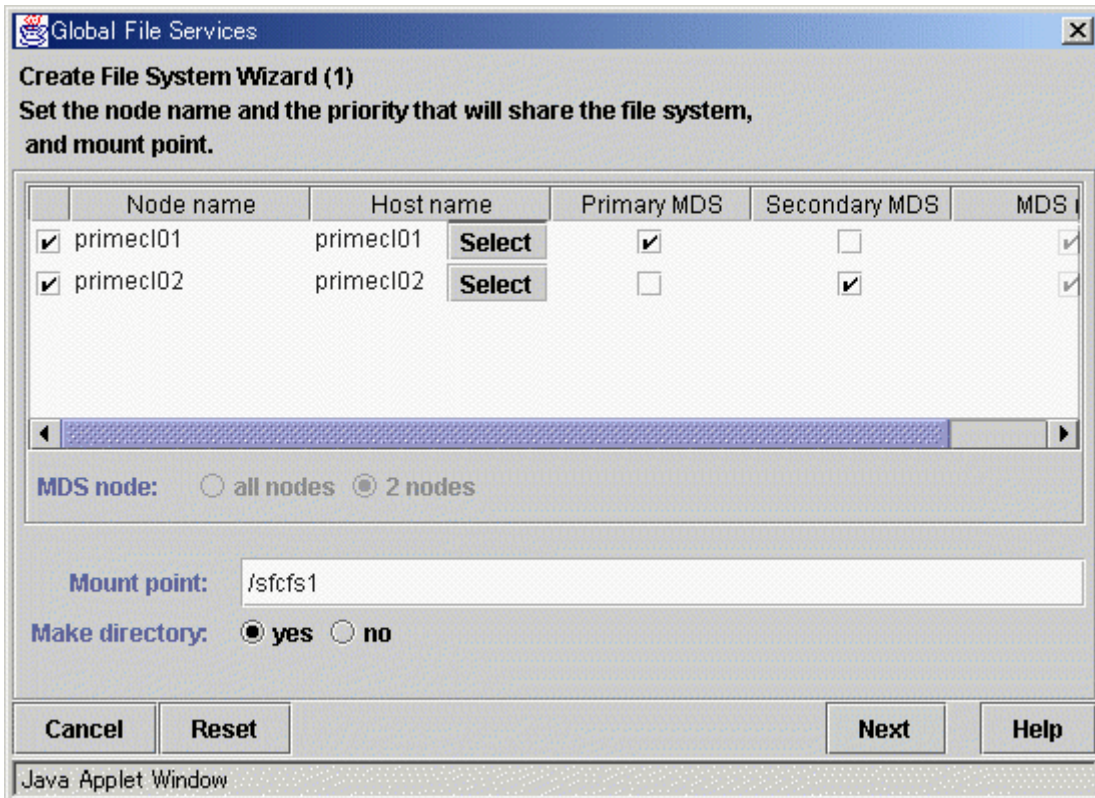 Global File Services
Create File System Wizard (1)
Set the node name and the priority that will share the file system,
and mount point.
Node name Host name Primary MDS Secondary MDS MDS
primecl01 primecl01 Select
primecl02 primecl02 Select
MDS node: all nodes 2 nodes
Mount point: /sfcfs1
Make directory: yes no
Cancel Reset Next Help
Java Applet Window